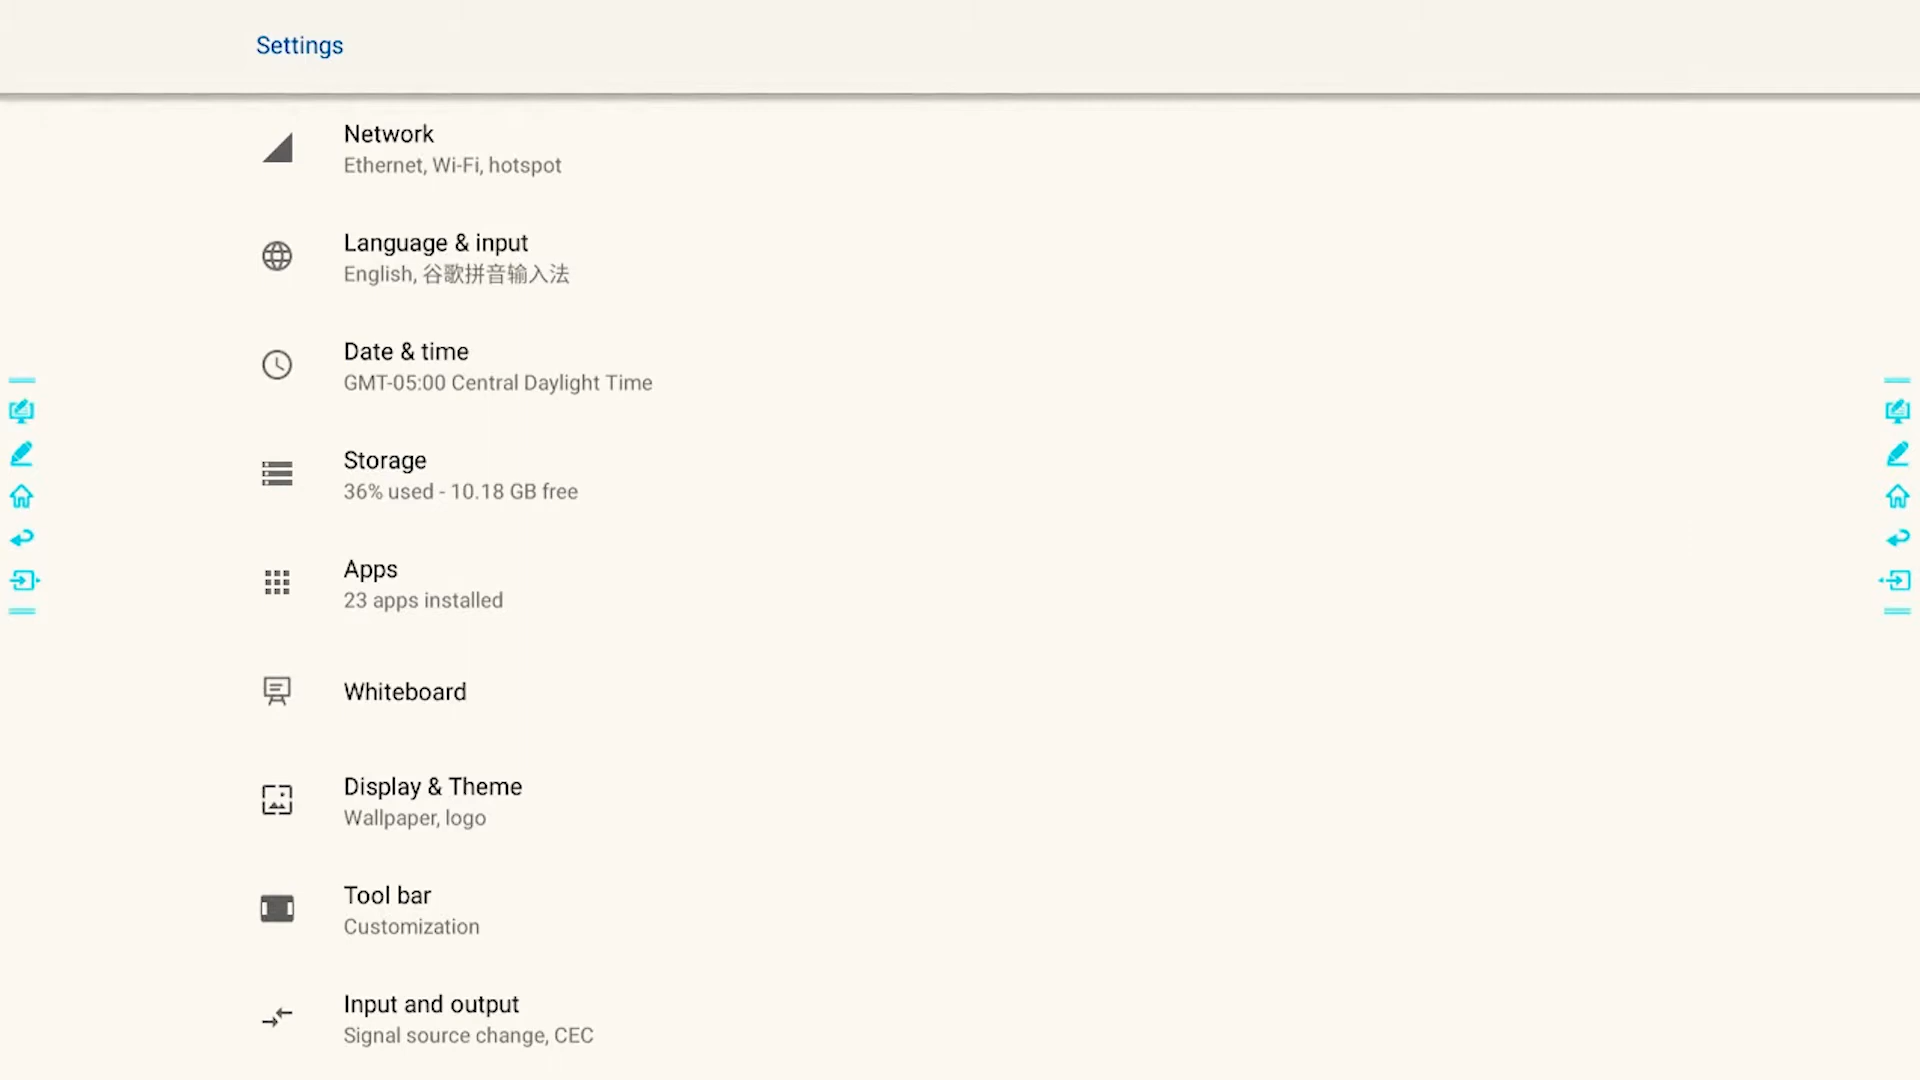 Settings
Network
Ethernet, Wi-Fi, hotspot
Language & input
English, 谷歌拼音输入法
Date & time
GMT-05:00 Central Daylight Time
Storage
36% used - 10.18 GB free
Apps
23 apps installed
Whiteboard
Display & Theme
Wallpaper, logo
Tool bar
Customization
Input and output
Signal source change, CEC